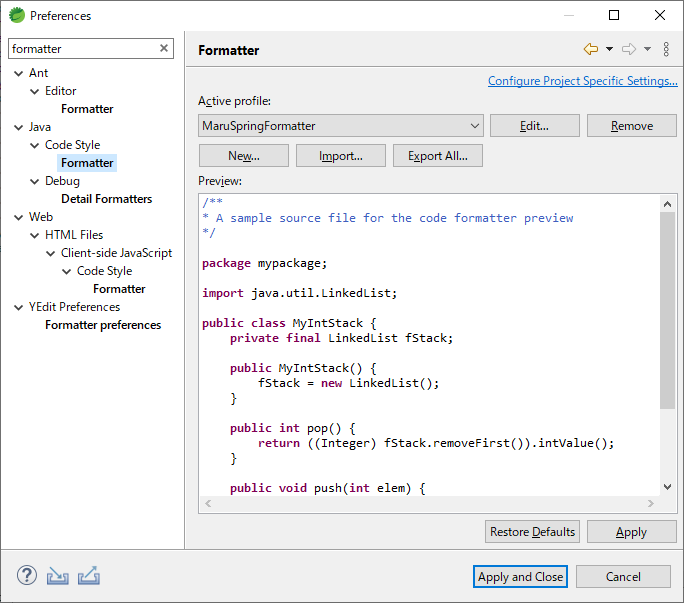 Preferences
formatter
Ant
Editor
Formatter
Java
Code Style
Formatter
Debug
Detail Formatters
Web
HTML Files
Client-side JavaScript
Code Style
Formatter
YEdit Preferences
Formatter preferences
Formatter
Configure Project Specific Settings...
Active profile:
MaruSpringFormatter
Edit...
Remove
New...
Import...
Export All...
Preview:
/**
* A sample source file for the code formatter preview
*/
package mypackage;
import java.util.LinkedList;
public class MyIntStack {
private final LinkedList fStack;
public MyIntStack() {
fStack = new LinkedList();
}
public int pop() {
return ((Integer) fStack.removeFirst()).intValue();
}
public void push(int elem) {
Restore Defaults
Apply
?
Apply and Close
Cancel